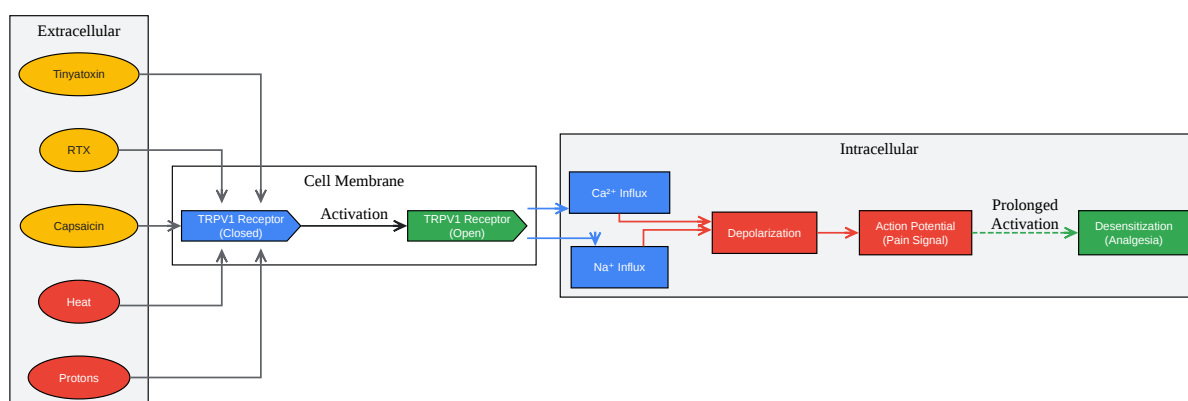 Extracellular
Tinyatoxin
RTX
Capsaicin
Heat
Protons
Cell Membrane
TRPV1 Receptor
(Closed)
Activation
TRPV1 Receptor
(Open)
Intracellular
Ca²⁺ Influx
Na⁺ Influx
Depolarization
Action Potential
(Pain Signal)
Prolonged
Activation
Desensitization
(Analgesia)